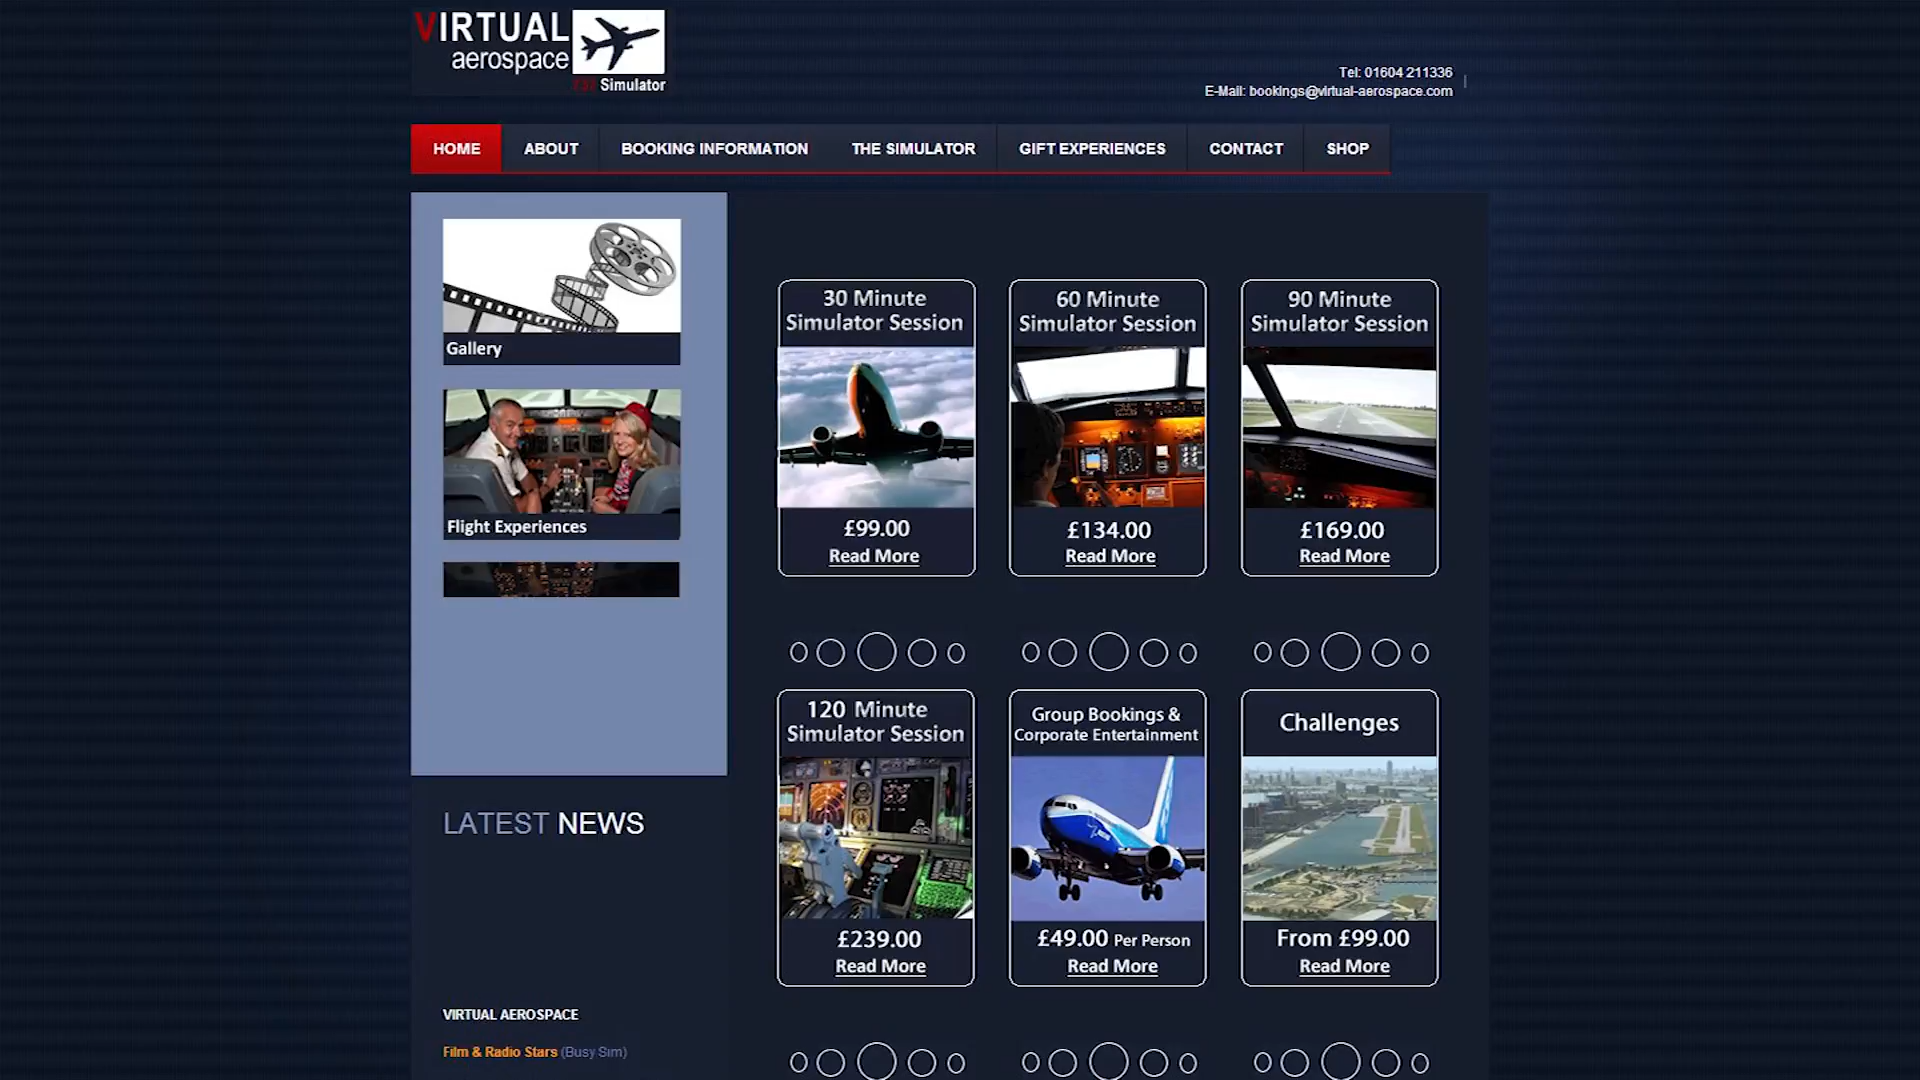 VIRTUAL
aerospace
737 Simulator
Tel: 01604 211336
E-Mail: bookings@virtual-aerospace.com
HOME ABOUT BOOKING INFORMATION THE SIMULATOR GIFT EXPERIENCES CONTACT SHOP
Gallery
Flight Experiences
30 Minute
Simulator Session
£99.00
Read More
60 Minute
Simulator Session
£134.00
Read More
90 Minute
Simulator Session
£169.00
Read More
120 Minute
Simulator Session
£239.00
Read More
Group Bookings &
Corporate Entertainment
£49.00 Per Person
Read More
Challenges
From £99.00
Read More
LATEST NEWS
VIRTUAL AEROSPACE
Film & Radio Stars (Busy Sim)